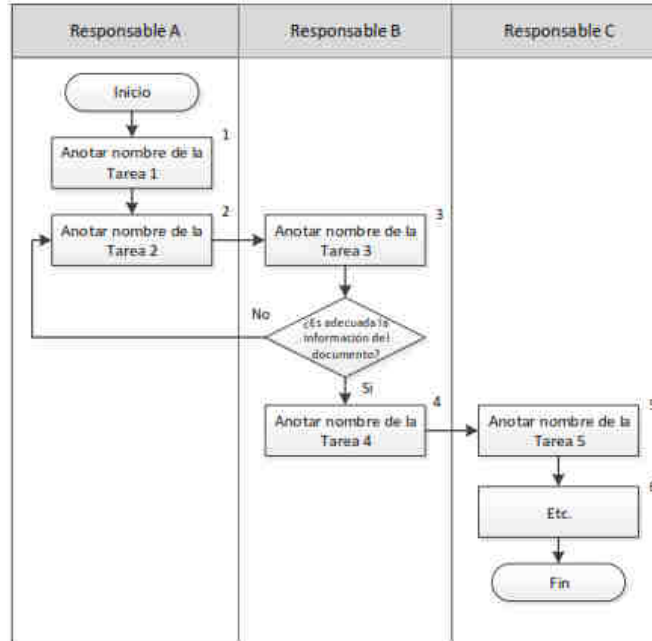 Responsable A
Responsable B
Responsable C
Inicio
1
Anotar nombre de la
Tarea 1
2
Anotar nombre de la
Tarea 2
3
Anotar nombre de la
Tarea 3
No
¿Es adecuada la
información del
documento?
Si
4
Anotar nombre de la
Tarea 4
5
Anotar nombre de la
Tarea 5
6
Etc.
Fin